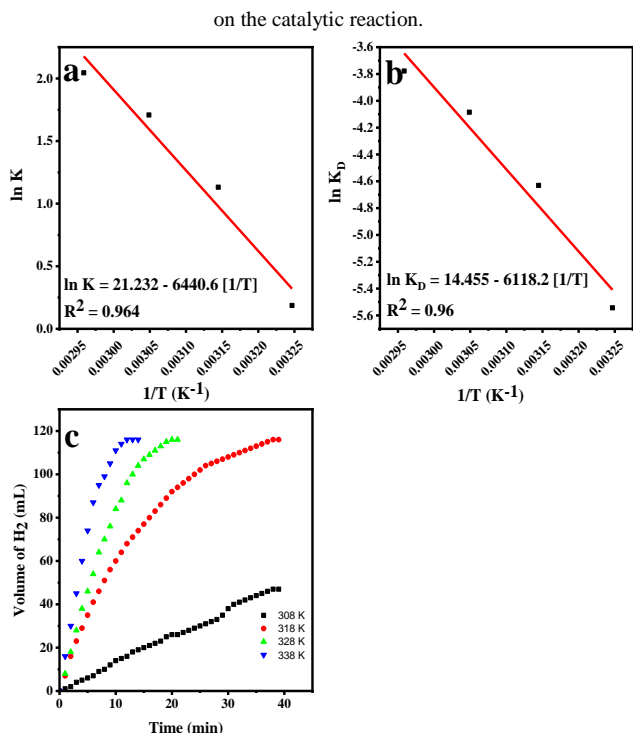 on the catalytic reaction.
a
2.0
1.5
1.0
0.5
0.0
ln K
ln K = 21.232 - 6440.6 [1/T]
R² = 0.964
0.00295
0.00300
0.00305
0.00310
0.00315
0.00320
0.00325
1/T (K⁻¹)
b
-3.6
-3.8
-4.0
-4.2
-4.4
-4.6
-4.8
-5.0
-5.2
-5.4
-5.6
ln K_D
ln K_D = 14.455 - 6118.2 [1/T]
R² = 0.96
0.00295
0.00300
0.00305
0.00310
0.00315
0.00320
0.00325
1/T (K⁻¹)
c
120
100
80
60
40
20
0
Volume of H₂ (mL)
308 K
318 K
328 K
338 K
0
10
20
30
40
Time (min)